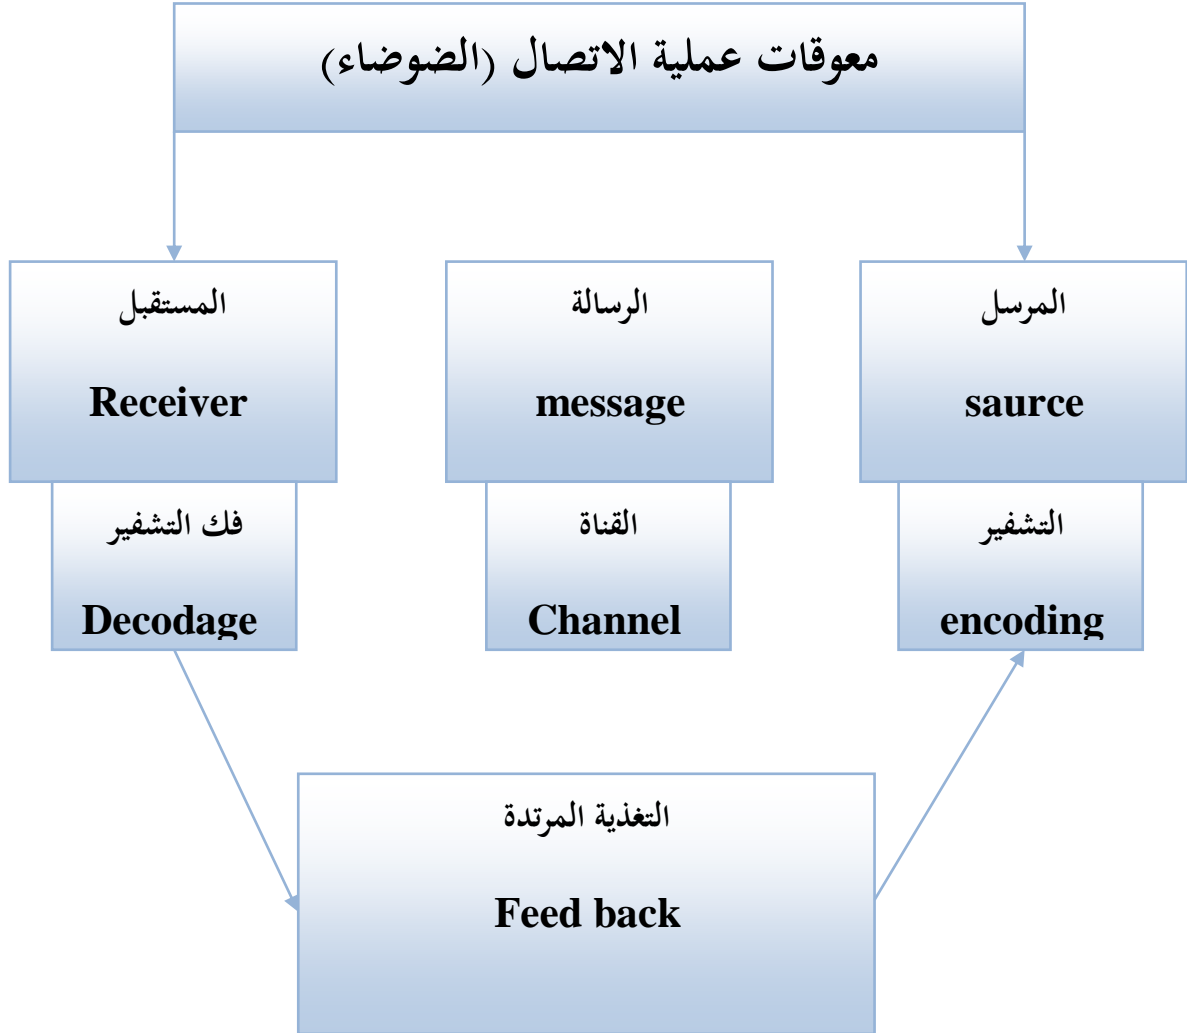 معوقات عملية الاتصال (الضوضاء)
المرسل
saurce
التشفير
encoding
الرسالة
message
القناة
Channel
المستقبل
Receiver
فك التشفير
Decodage
التغذية المرتدة
Feed back